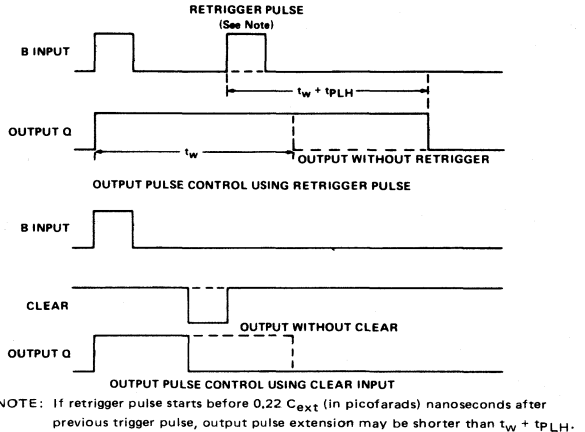 RETRIGGER PULSE
(See Note)
B INPUT
tw + tPLH
OUTPUT Q
tw
OUTPUT WITHOUT RETRIGGER
OUTPUT PULSE CONTROL USING RETRIGGER PULSE
B INPUT
CLEAR
OUTPUT WITHOUT CLEAR
OUTPUT Q
OUTPUT PULSE CONTROL USING CLEAR INPUT
NOTE: If retrigger pulse starts before 0.22 Cext (in picofarads) nanoseconds after
previous trigger pulse, output pulse extension may be shorter than tw + tPLH.